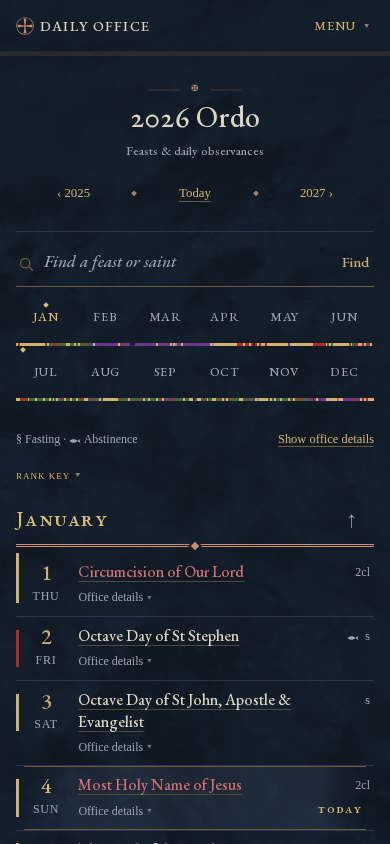 DAILY OFFICE MENU ▼
2026 Ordo
Feasts & daily observances
‹ 2025 ◆ Today ◆ 2027 ›
Find a feast or saint Find
JAN FEB MAR APR MAY JUN
JUL AUG SEP OCT NOV DEC
§ Fasting · Abstinence Show office details
RANK KEY ▼
January ↑
1 Circumcision of Our Lord 2cl
THU Office details ▼
2 Octave Day of St Stephen s
FRI Office details ▼
3 Octave Day of St John, Apostle & s
SAT Evangelist
Office details ▼
4 Most Holy Name of Jesus 2cl
SUN Office details ▼ TODAY